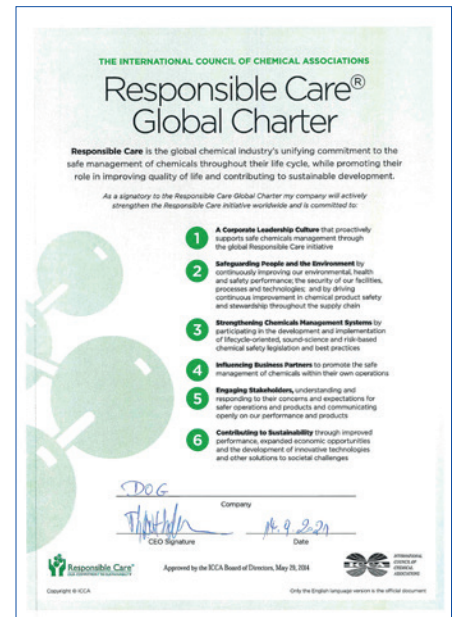 THE INTERNATIONAL COUNCIL OF CHEMICAL ASSOCIATIONS
Responsible Care®
Global Charter
Responsible Care is the global chemical industry's unifying commitment to the
safe management of chemicals throughout their life cycle, while promoting their
role in improving quality of life and contributing to sustainable development.
As a signatory to the Responsible Care Global Charter my company will actively
strengthen the Responsible Care initiative worldwide and is committed to:
1
A Corporate Leadership Culture that proactively
supports safe chemicals management through
the global Responsible Care initiative
2
Safeguarding People and the Environment by
continuously improving our environmental, health
and safety performance; the security of our facilities,
processes and technologies; and by driving
continuous improvement in chemical product safety
and stewardship throughout the supply chain
3
Strengthening Chemicals Management Systems by
participating in the development and implementation
of lifecycle-oriented, sound-science and risk-based
chemical safety legislation and best practices
4
Influencing Business Partners to promote the safe
management of chemicals within their own operations
5
Engaging Stakeholders, understanding and
responding to their concerns and expectations for
safer operations and products and communicating
openly on our performance and products
6
Contributing to Sustainability through improved
performance, expanded economic opportunities
and the development of innovative technologies
and other solutions to societal challenges
DOG
Company
CEO Signature
Date
Responsible Care®
OUR COMMITMENT TO SUSTAINABILITY
Approved by the ICCA Board of Directors, May 29, 2014
ICCA
INTERNATIONAL
COUNCIL OF
CHEMICAL
ASSOCIATIONS
Copyright © ICCA
Only the English language version is the official document